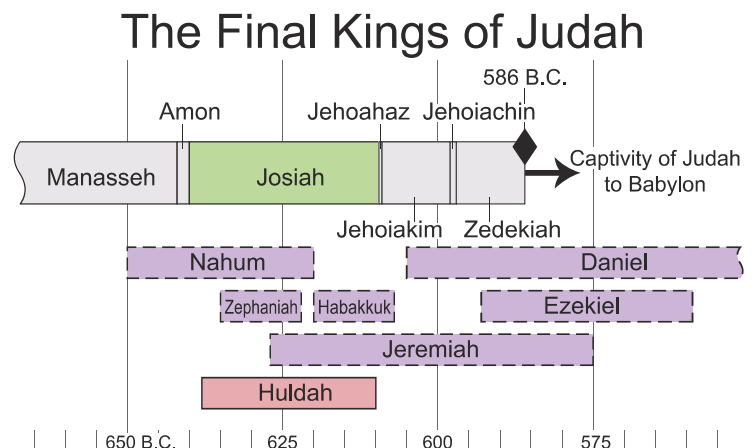 The Final Kings of Judah
586 B.C.
Amon
Jehoahaz
Jehoiachin
Manasseh
Josiah
Captivity of Judah
to Babylon
Jehoiakim
Zedekiah
Nahum
Daniel
Zephaniah
Habakkuk
Ezekiel
Jeremiah
Huldah
650 B.C.
625
600
575